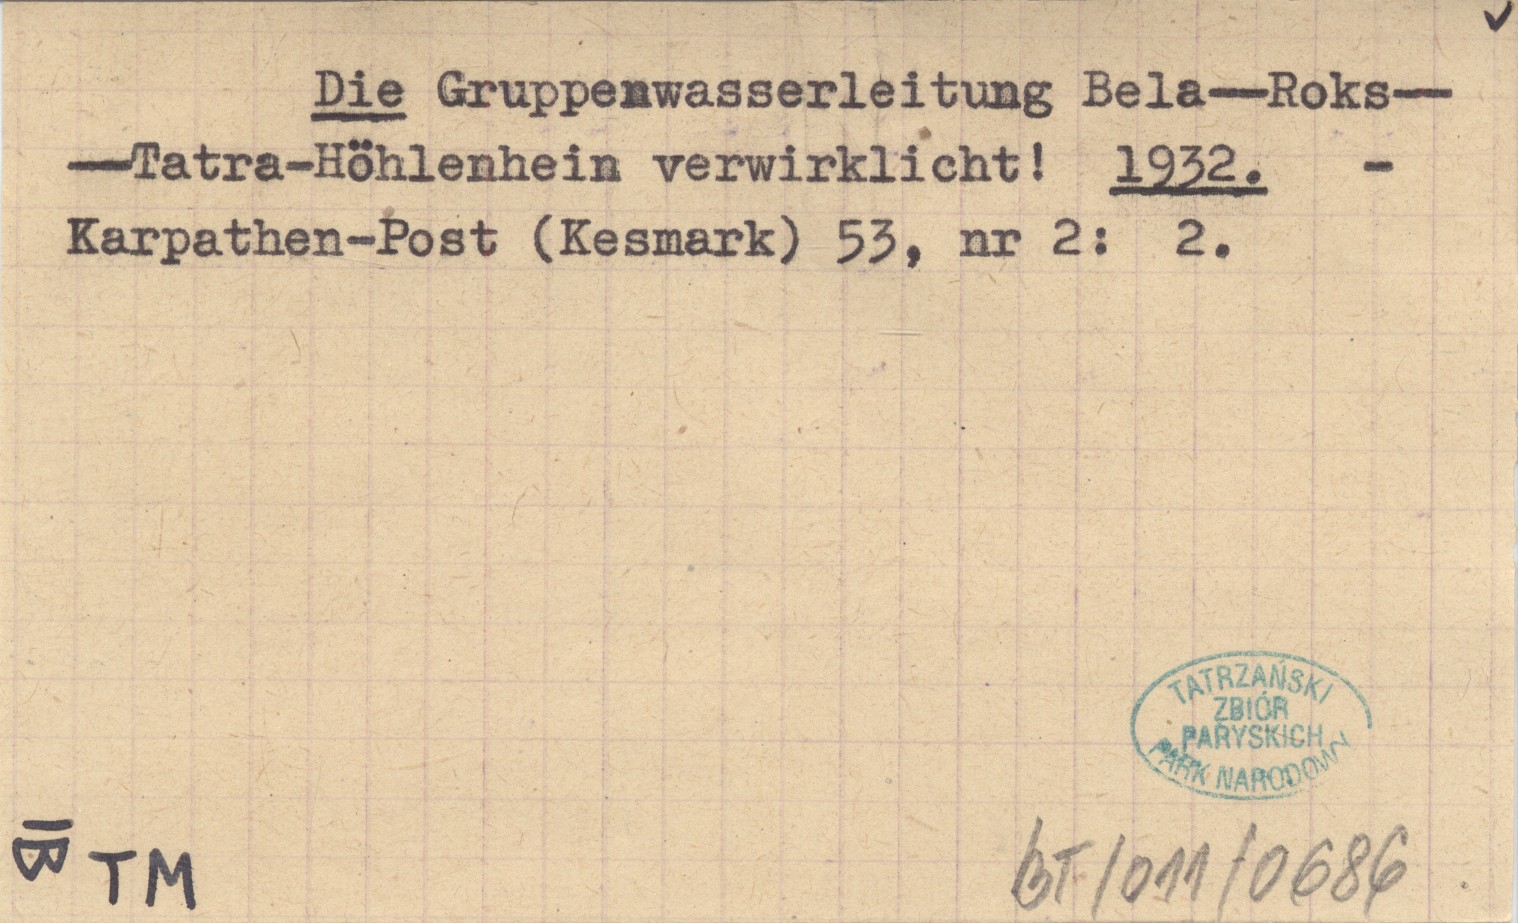 Die Gruppenwasserleitung Bela—Roks—
—Tatra-Höhlenhein verwirklicht! 1932. -
Karpathen-Post (Kesmark) 53, nr 2: 2.
TATRZAŃSKI
ZBIÓR
PARYSKICH
PARK NARODOWY
B TM
BT/011/0686